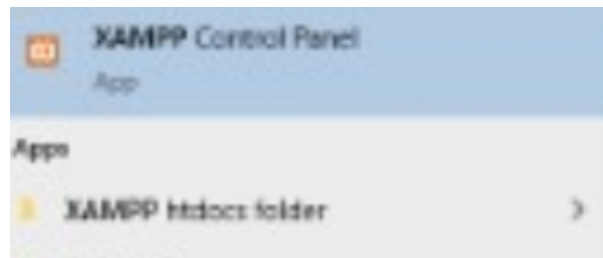 XAMPP Control Panel
App
Apps
XAMPP htdocs folder